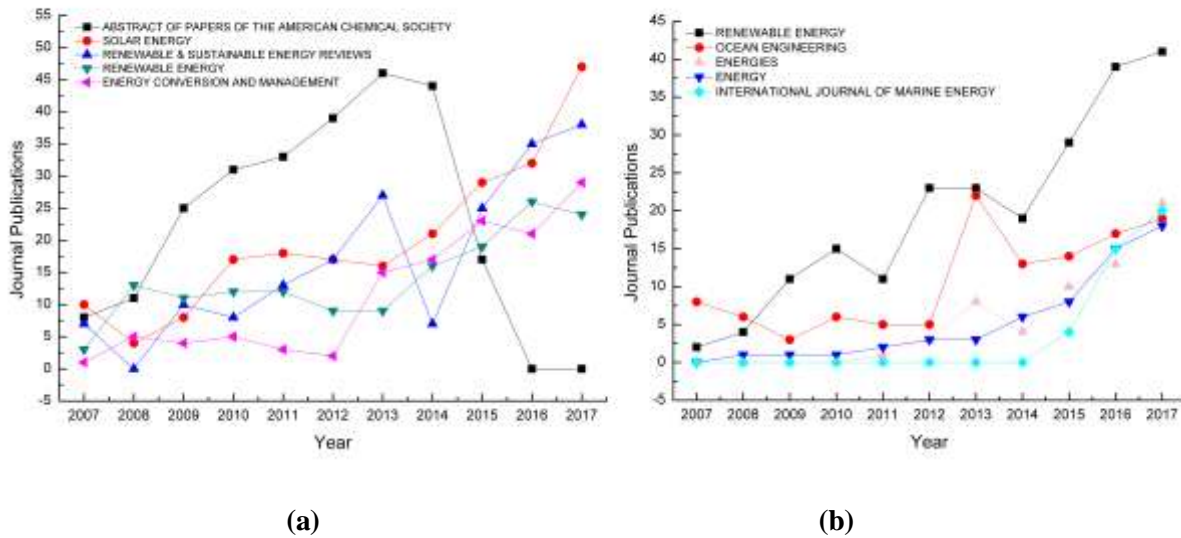 ABSTRACT OF PAPERS OF THE AMERICAN CHEMICAL SOCIETY
SOLAR ENERGY
RENEWABLE & SUSTAINABLE ENERGY REVIEWS
RENEWABLE ENERGY
ENERGY CONVERSION AND MANAGEMENT
55
50
45
40
35
30
25
20
15
10
5
0
-5
Journal Publications
2007 2008 2009 2010 2011 2012 2013 2014 2015 2016 2017
Year
(a)
RENEWABLE ENERGY
OCEAN ENGINEERING
ENERGIES
ENERGY
INTERNATIONAL JOURNAL OF MARINE ENERGY
45
40
35
30
25
20
15
10
5
0
-5
Journal Publications
2007 2008 2009 2010 2011 2012 2013 2014 2015 2016 2017
Year
(b)